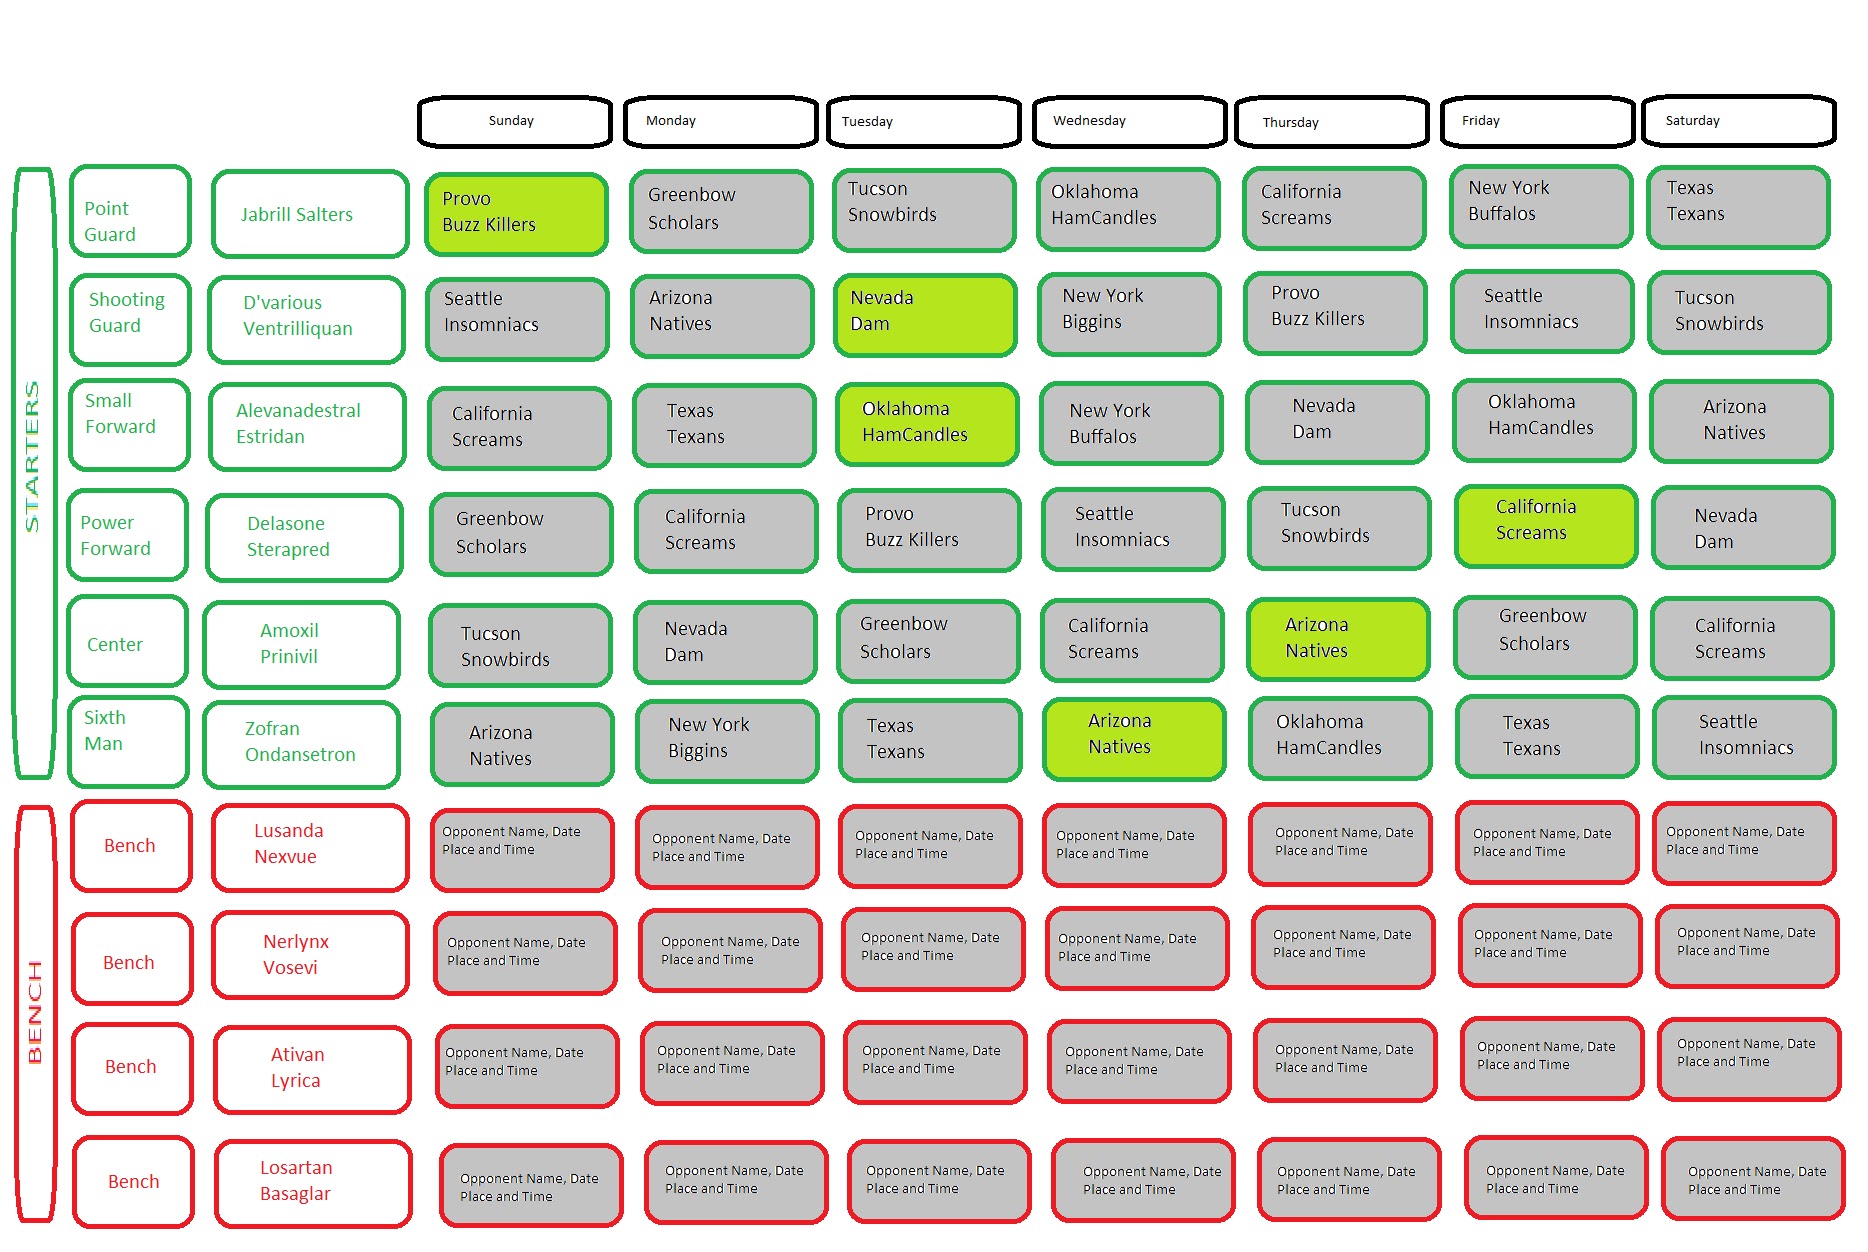 Sunday Monday Tuesday Wednesday Thursday Friday Saturday
STARTERS
Point
Guard
Jabrill Salters
Provo
Buzz Killers
Greenbow
Scholars
Tucson
Snowbirds
Oklahoma
HamCandles
California
Screams
New York
Buffalos
Texas
Texans
Shooting
Guard
D'various
Ventrilliquan
Seattle
Insomniacs
Arizona
Natives
Nevada
Dam
New York
Biggins
Provo
Buzz Killers
Seattle
Insomniacs
Tucson
Snowbirds
Small
Forward
Alevanadestral
Estridan
California
Screams
Texas
Texans
Oklahoma
HamCandles
New York
Buffalos
Nevada
Dam
Oklahoma
HamCandles
Arizona
Natives
Power
Forward
Delasone
Sterapred
Greenbow
Scholars
California
Screams
Provo
Buzz Killers
Seattle
Insomniacs
Tucson
Snowbirds
California
Screams
Nevada
Dam
Center
Amoxil
Prinivil
Tucson
Snowbirds
Nevada
Dam
Greenbow
Scholars
California
Screams
Arizona
Natives
Greenbow
Scholars
California
Screams
Sixth
Man
Zofran
Ondansetron
Arizona
Natives
New York
Biggins
Texas
Texans
Arizona
Natives
Oklahoma
HamCandles
Texas
Texans
Seattle
Insomniacs
BENCH
Bench
Lusanda
Nexvue
Opponent Name, Date
Place and Time
Opponent Name, Date
Place and Time
Opponent Name, Date
Place and Time
Opponent Name, Date
Place and Time
Opponent Name, Date
Place and Time
Opponent Name, Date
Place and Time
Opponent Name, Date
Place and Time
Bench
Nerlynx
Vosevi
Opponent Name, Date
Place and Time
Opponent Name, Date
Place and Time
Opponent Name, Date
Place and Time
Opponent Name, Date
Place and Time
Opponent Name, Date
Place and Time
Opponent Name, Date
Place and Time
Opponent Name, Date
Place and Time
Bench
Ativan
Lyrica
Opponent Name, Date
Place and Time
Opponent Name, Date
Place and Time
Opponent Name, Date
Place and Time
Opponent Name, Date
Place and Time
Opponent Name, Date
Place and Time
Opponent Name, Date
Place and Time
Opponent Name, Date
Place and Time
Bench
Losartan
Basaglar
Opponent Name, Date
Place and Time
Opponent Name, Date
Place and Time
Opponent Name, Date
Place and Time
Opponent Name, Date
Place and Time
Opponent Name, Date
Place and Time
Opponent Name, Date
Place and Time
Opponent Name, Date
Place and Time